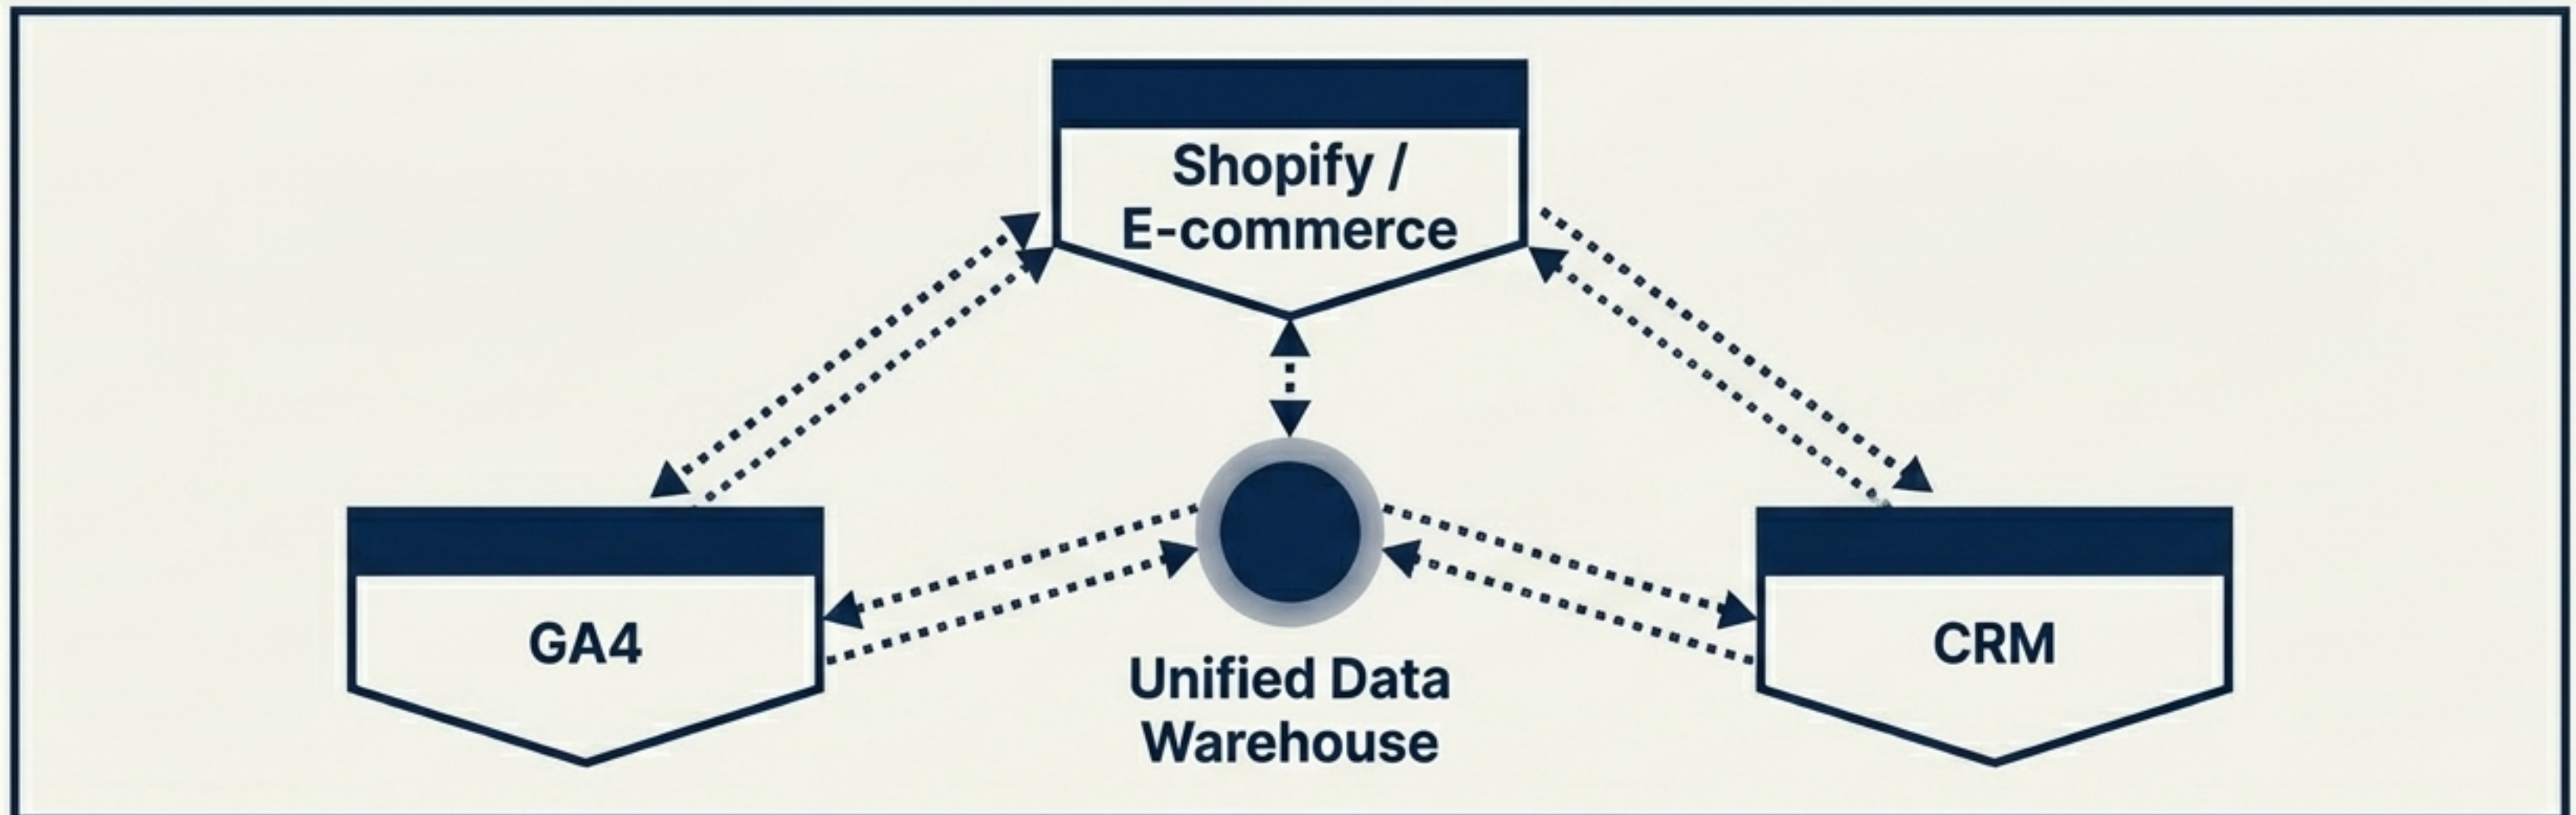 Shopify /
E-commerce
GA4
CRM
Unified Data
Warehouse